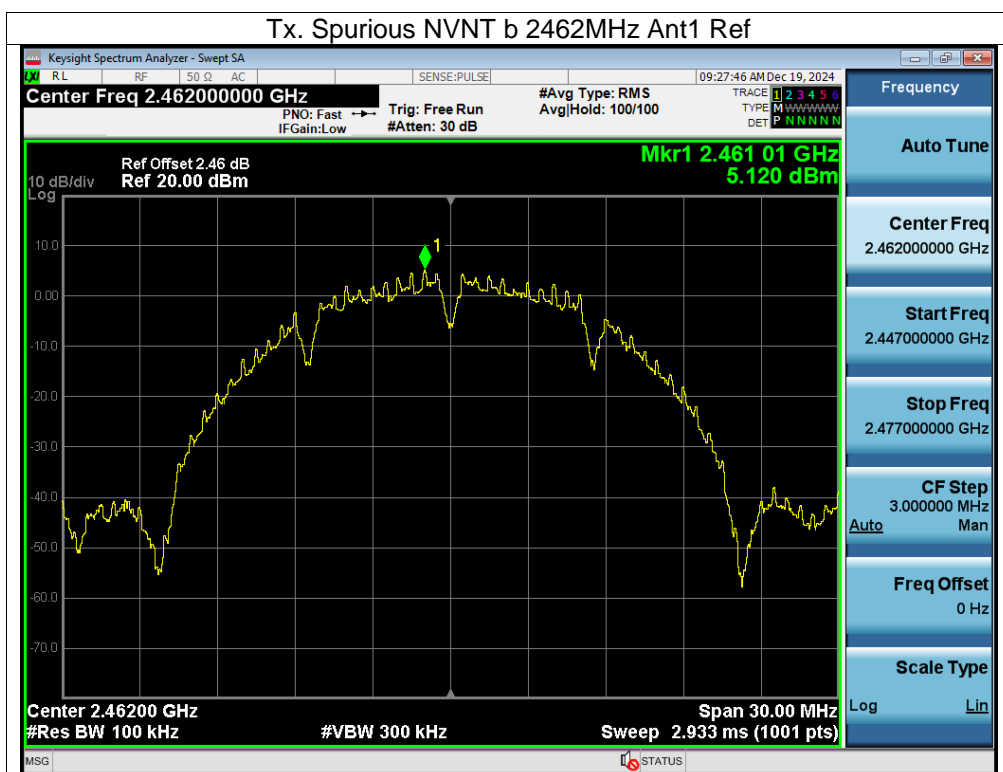 Tx. Spurious NVNT b 2462MHz Ant1 Ref
Keysight Spectrum Analyzer - Swept SA
LXI RL RF 50 Ω AC SENSE:PULSE 09:27:46 AM Dec 19, 2024
Center Freq 2.462000000 GHz
PNO: Fast
IFGain:Low
Trig: Free Run
#Atten: 30 dB
#Avg Type: RMS
Avg|Hold: 100/100
TRACE 1 2 3 4 5 6
TYPE M WWWWW
DET P N N N N N
Mkr1 2.461 01 GHz
5.120 dBm
Ref Offset 2.46 dB
10 dB/div Ref 20.00 dBm
Log
1
10.0
0.00
-10.0
-20.0
-30.0
-40.0
-50.0
-60.0
-70.0
Center 2.46200 GHz Span 30.00 MHz
#Res BW 100 kHz #VBW 300 kHz Sweep 2.933 ms (1001 pts)
MSG STATUS
Frequency
Auto Tune
Center Freq
2.462000000 GHz
Start Freq
2.447000000 GHz
Stop Freq
2.477000000 GHz
CF Step
3.000000 MHz
Auto Man
Freq Offset
0 Hz
Scale Type
Log Lin